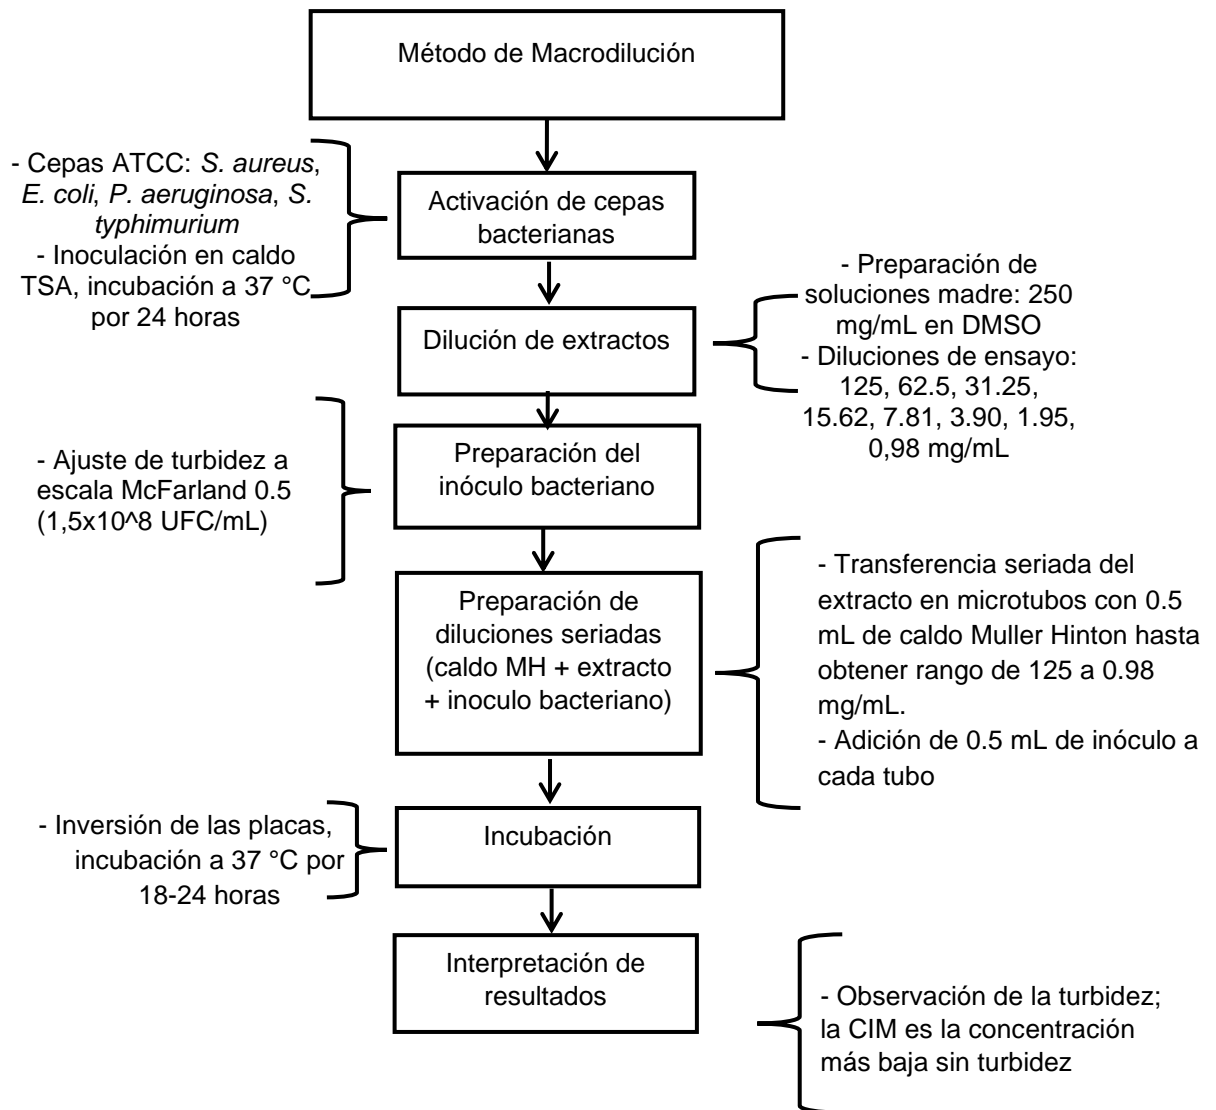 Método de Macrodilución
- Cepas ATCC: S. aureus,
E. coli, P. aeruginosa, S.
typhimurium
- Inoculación en caldo
TSA, incubación a 37 °C
por 24 horas
Activación de cepas
bacterianas
Dilución de extractos
- Preparación de
soluciones madre: 250
mg/mL en DMSO
- Diluciones de ensayo:
125, 62.5, 31.25,
15.62, 7.81, 3.90, 1.95,
0,98 mg/mL
- Ajuste de turbidez a
escala McFarland 0.5
(1,5x10^8 UFC/mL)
Preparación del
inóculo bacteriano
Preparación de
diluciones seriadas
(caldo MH + extracto
+ inoculo bacteriano)
- Transferencia seriada del
extracto en microtubos con 0.5
mL de caldo Muller Hinton hasta
obtener rango de 125 a 0.98
mg/mL.
- Adición de 0.5 mL de inóculo a
cada tubo
- Inversión de las placas,
incubación a 37 °C por
18-24 horas
Incubación
Interpretación de
resultados
- Observación de la turbidez;
la CIM es la concentración
más baja sin turbidez